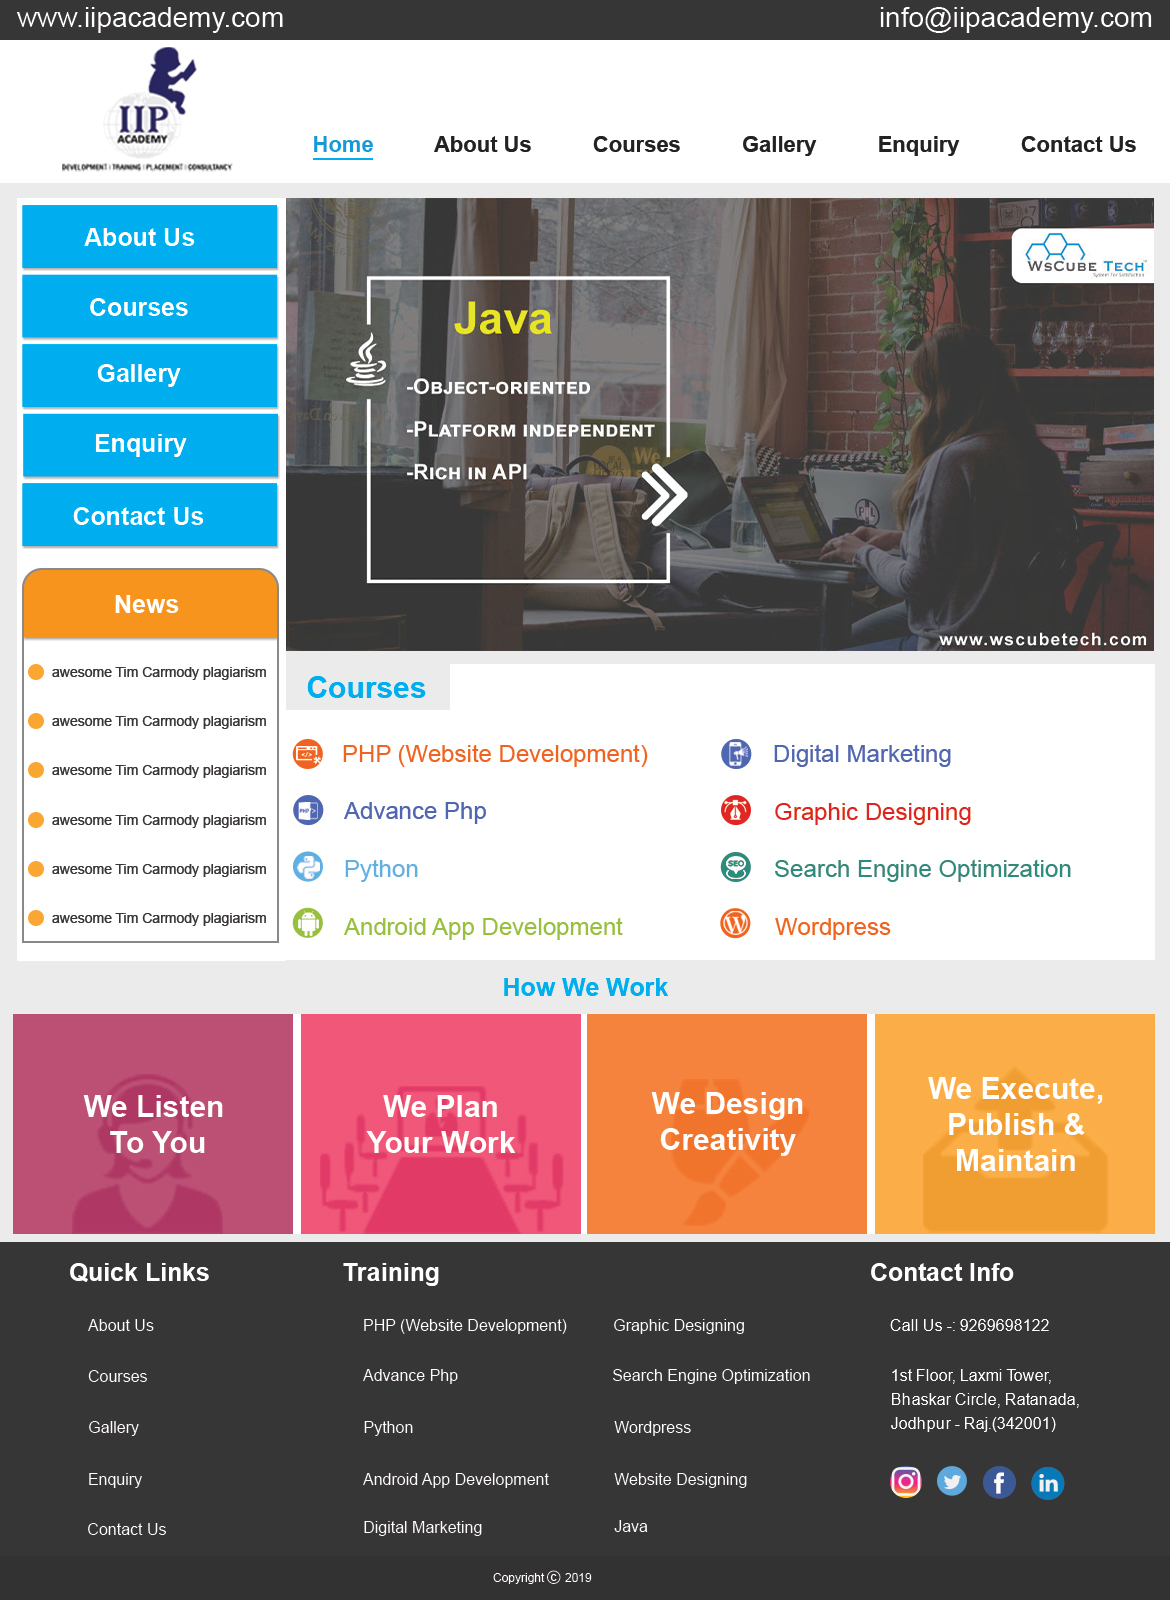 www.iipacademy.com
info@iipacademy.com
IIP
ACADEMY
DEVELOPMENT | TRAINING | PLACEMENT | CONSULTANCY
Home
About Us
Courses
Gallery
Enquiry
Contact Us
About Us
Courses
Gallery
Enquiry
Contact Us
News
awesome Tim Carmody plagiarism
awesome Tim Carmody plagiarism
awesome Tim Carmody plagiarism
awesome Tim Carmody plagiarism
awesome Tim Carmody plagiarism
awesome Tim Carmody plagiarism
WsCube Tech
System For Satisfaction
Java
-Object-oriented
-Platform independent
-Rich in API
www.wscubetech.com
Courses
PHP (Website Development)
Advance Php
Python
Android App Development
Digital Marketing
Graphic Designing
SEO
Search Engine Optimization
Wordpress
How We Work
We Listen
To You
We Plan
Your Work
We Design
Creativity
We Execute,
Publish &
Maintain
Quick Links
About Us
Courses
Gallery
Enquiry
Contact Us
Training
PHP (Website Development)
Advance Php
Python
Android App Development
Digital Marketing
Graphic Designing
Search Engine Optimization
Wordpress
Website Designing
Java
Contact Info
Call Us -: 9269698122
1st Floor, Laxmi Tower,
Bhaskar Circle, Ratanada,
Jodhpur - Raj.(342001)
Copyright © 2019